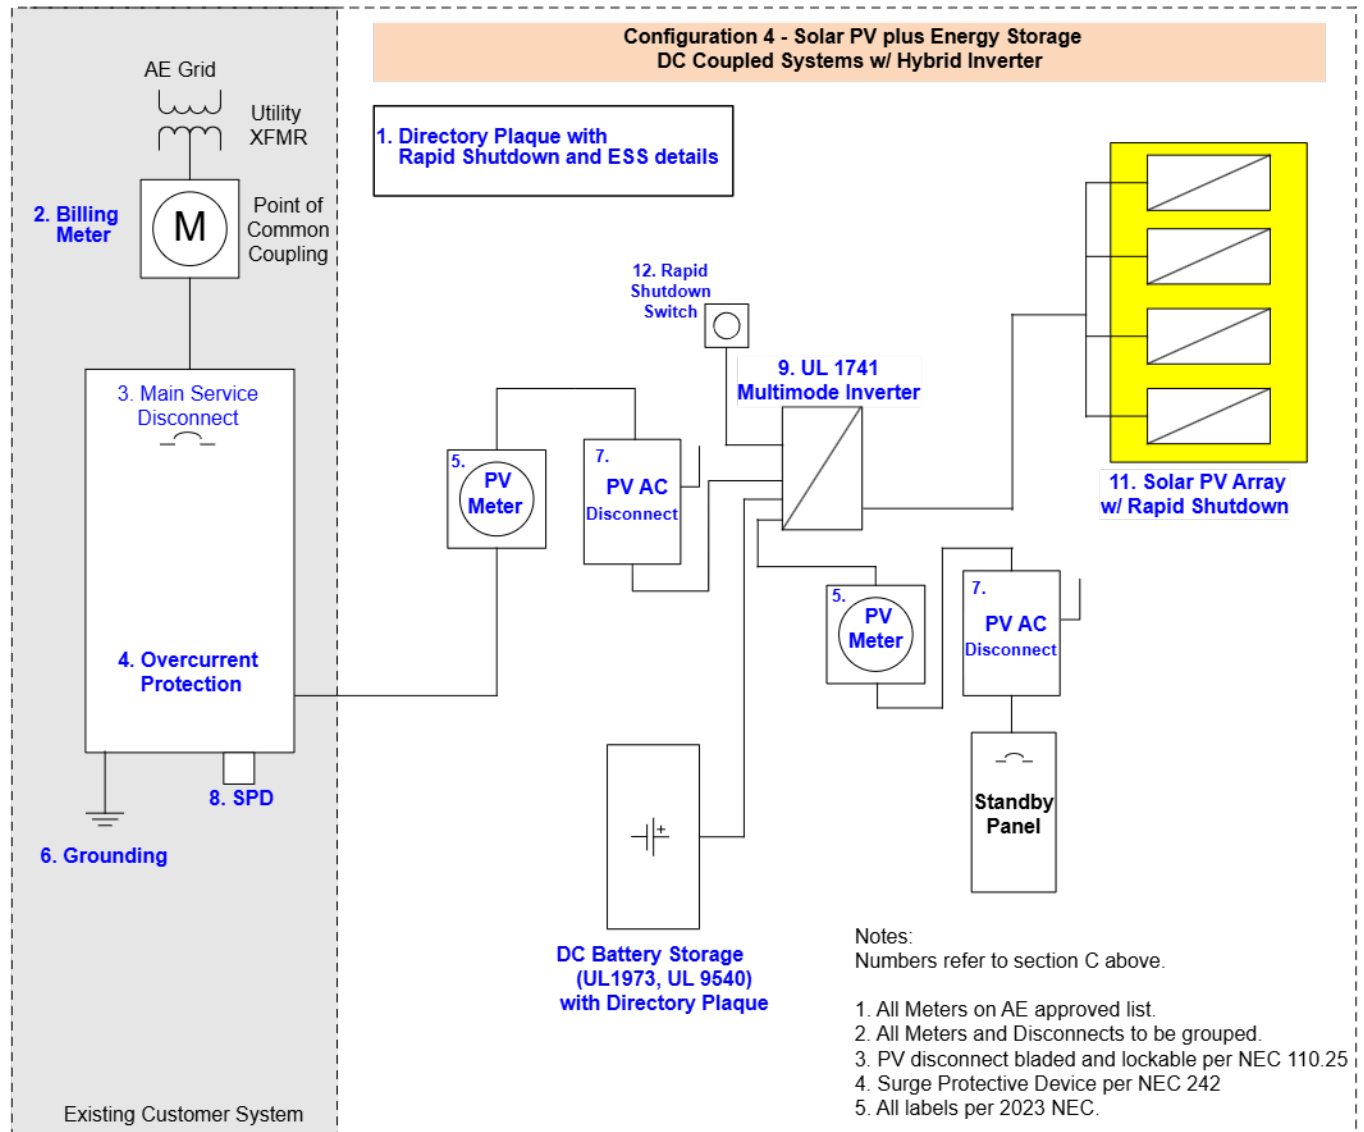 Configuration 4 - Solar PV plus Energy Storage
DC Coupled Systems w/ Hybrid Inverter
AE Grid
Utility
XFMR
1. Directory Plaque with
Rapid Shutdown and ESS details
2. Billing
Meter
M
Point of
Common
Coupling
12. Rapid
Shutdown
Switch
3. Main Service
Disconnect
9. UL 1741
Multimode Inverter
5.
PV
Meter
7.
PV AC
Disconnect
11. Solar PV Array
w/ Rapid Shutdown
5.
PV
Meter
7.
PV AC
Disconnect
4. Overcurrent
Protection
8. SPD
6. Grounding
+
Standby
Panel
DC Battery Storage
(UL1973, UL 9540)
with Directory Plaque
Notes:
Numbers refer to section C above.
1. All Meters on AE approved list.
2. All Meters and Disconnects to be grouped.
3. PV disconnect bladed and lockable per NEC 110.25
4. Surge Protective Device per NEC 242
5. All labels per 2023 NEC.
Existing Customer System